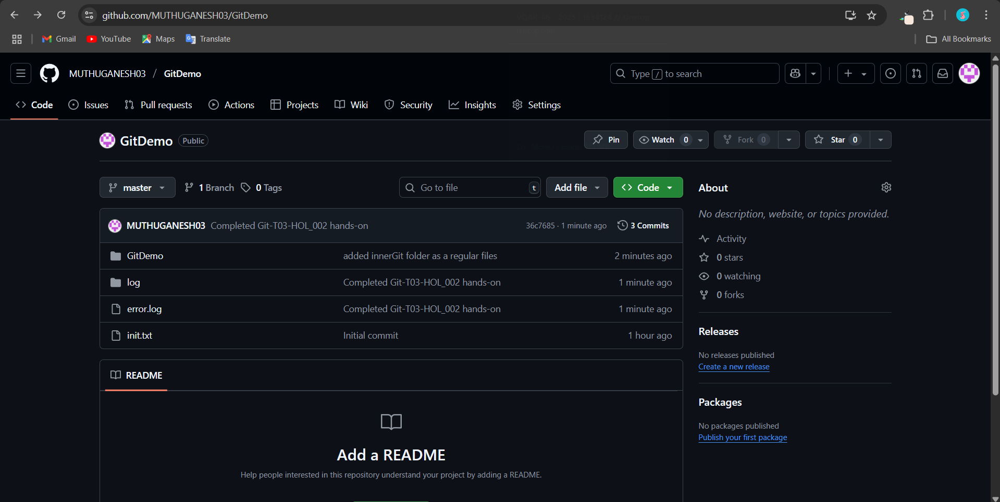 github.com/MUTHUGANESH03/GitDemo
Gmail YouTube Maps Translate All Bookmarks
MUTHUGANESH03 / GitDemo Type / to search
Code Issues Pull requests Actions Projects Wiki Security Insights Settings
GitDemo Public Pin Watch 0 Fork 0 Star 0
master 1 Branch 0 Tags Go to file t Add file Code
MUTHUGANESH03 Completed Git-T03-HOL_002 hands-on 36c7685 · 1 minute ago 3 Commits
GitDemo added innerGit folder as a regular files 2 minutes ago
log Completed Git-T03-HOL_002 hands-on 1 minute ago
error.log Completed Git-T03-HOL_002 hands-on 1 minute ago
init.txt Initial commit 1 hour ago
README
Add a README
Help people interested in this repository understand your project by adding a README.
About
No description, website, or topics provided.
Activity
0 stars
0 watching
0 forks
Releases
No releases published
Create a new release
Packages
No packages published
Publish your first package